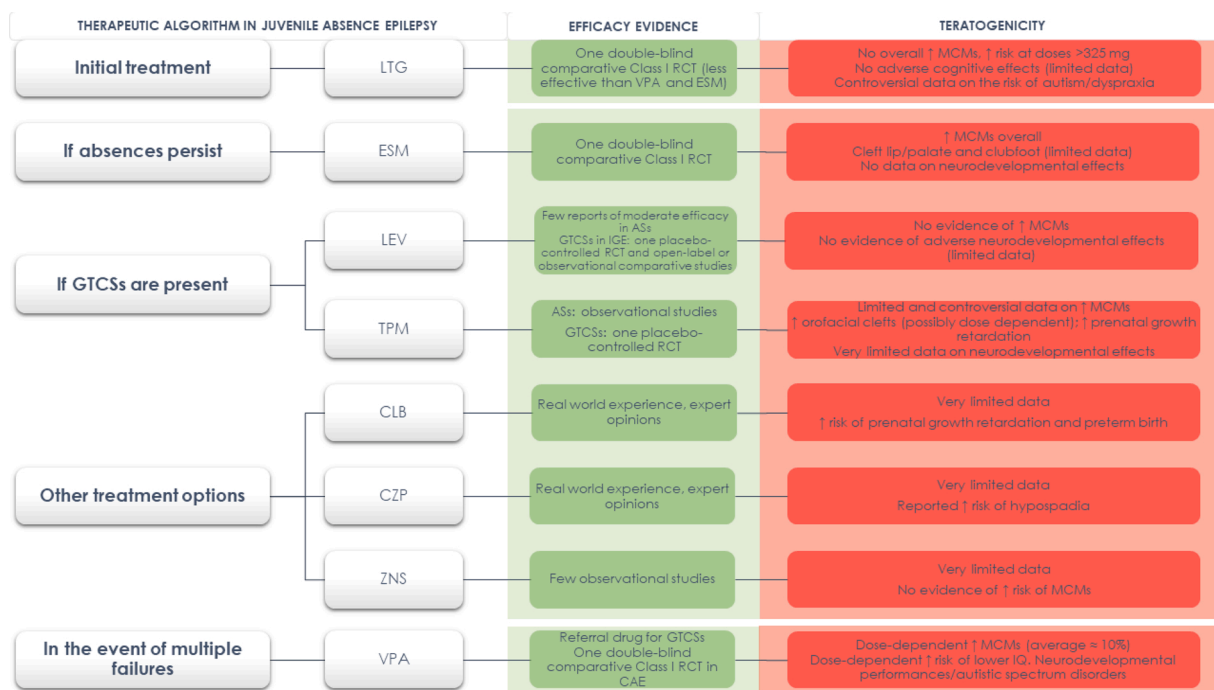 THERAPEUTIC ALGORITHM IN JUVENILE ABSENCE EPILEPSY
EFFICACY EVIDENCE
TERATOGENICITY
Initial treatment
LTG
One double-blind
comparative Class I RCT (less
effective than VPA and ESM)
No overall ↑ MCMs, ↑ risk at doses >325 mg
No adverse cognitive effects (limited data)
Controversial data on the risk of autism/dyspraxia
If absences persist
ESM
One double-blind
comparative Class I RCT
↑ MCMs overall
Cleft lip/palate and clubfoot (limited data)
No data on neurodevelopmental effects
If GTCSs are present
LEV
Few reports of moderate efficacy
in ASs
GTCSs in IGE: one placebo-
controlled RCT and open-label or
observational comparative studies
No evidence of ↑ MCMs
No evidence of adverse neurodevelopmental effects
(limited data)
TPM
ASs: observational studies
GTCSs: one placebo-
controlled RCT
Limited and controversial data on ↑ MCMs
↑ orofacial clefts (possibly dose dependent); ↑ prenatal growth
retardation
Very limited data on neurodevelopmental effects
Other treatment options
CLB
Real world experience, expert
opinions
Very limited data
↑ risk of prenatal growth retardation and preterm birth
CZP
Real world experience, expert
opinions
Very limited data
Reported ↑ risk of hypospadia
ZNS
Few observational studies
Very limited data
No evidence of ↑ risk of MCMs
In the event of multiple
failures
VPA
Referral drug for GTCSs
One double-blind
comparative Class I RCT in
CAE
Dose-dependent ↑ MCMs (average ≈ 10%)
Dose-dependent ↑ risk of lower IQ. Neurodevelopmental
performances/autistic spectrum disorders